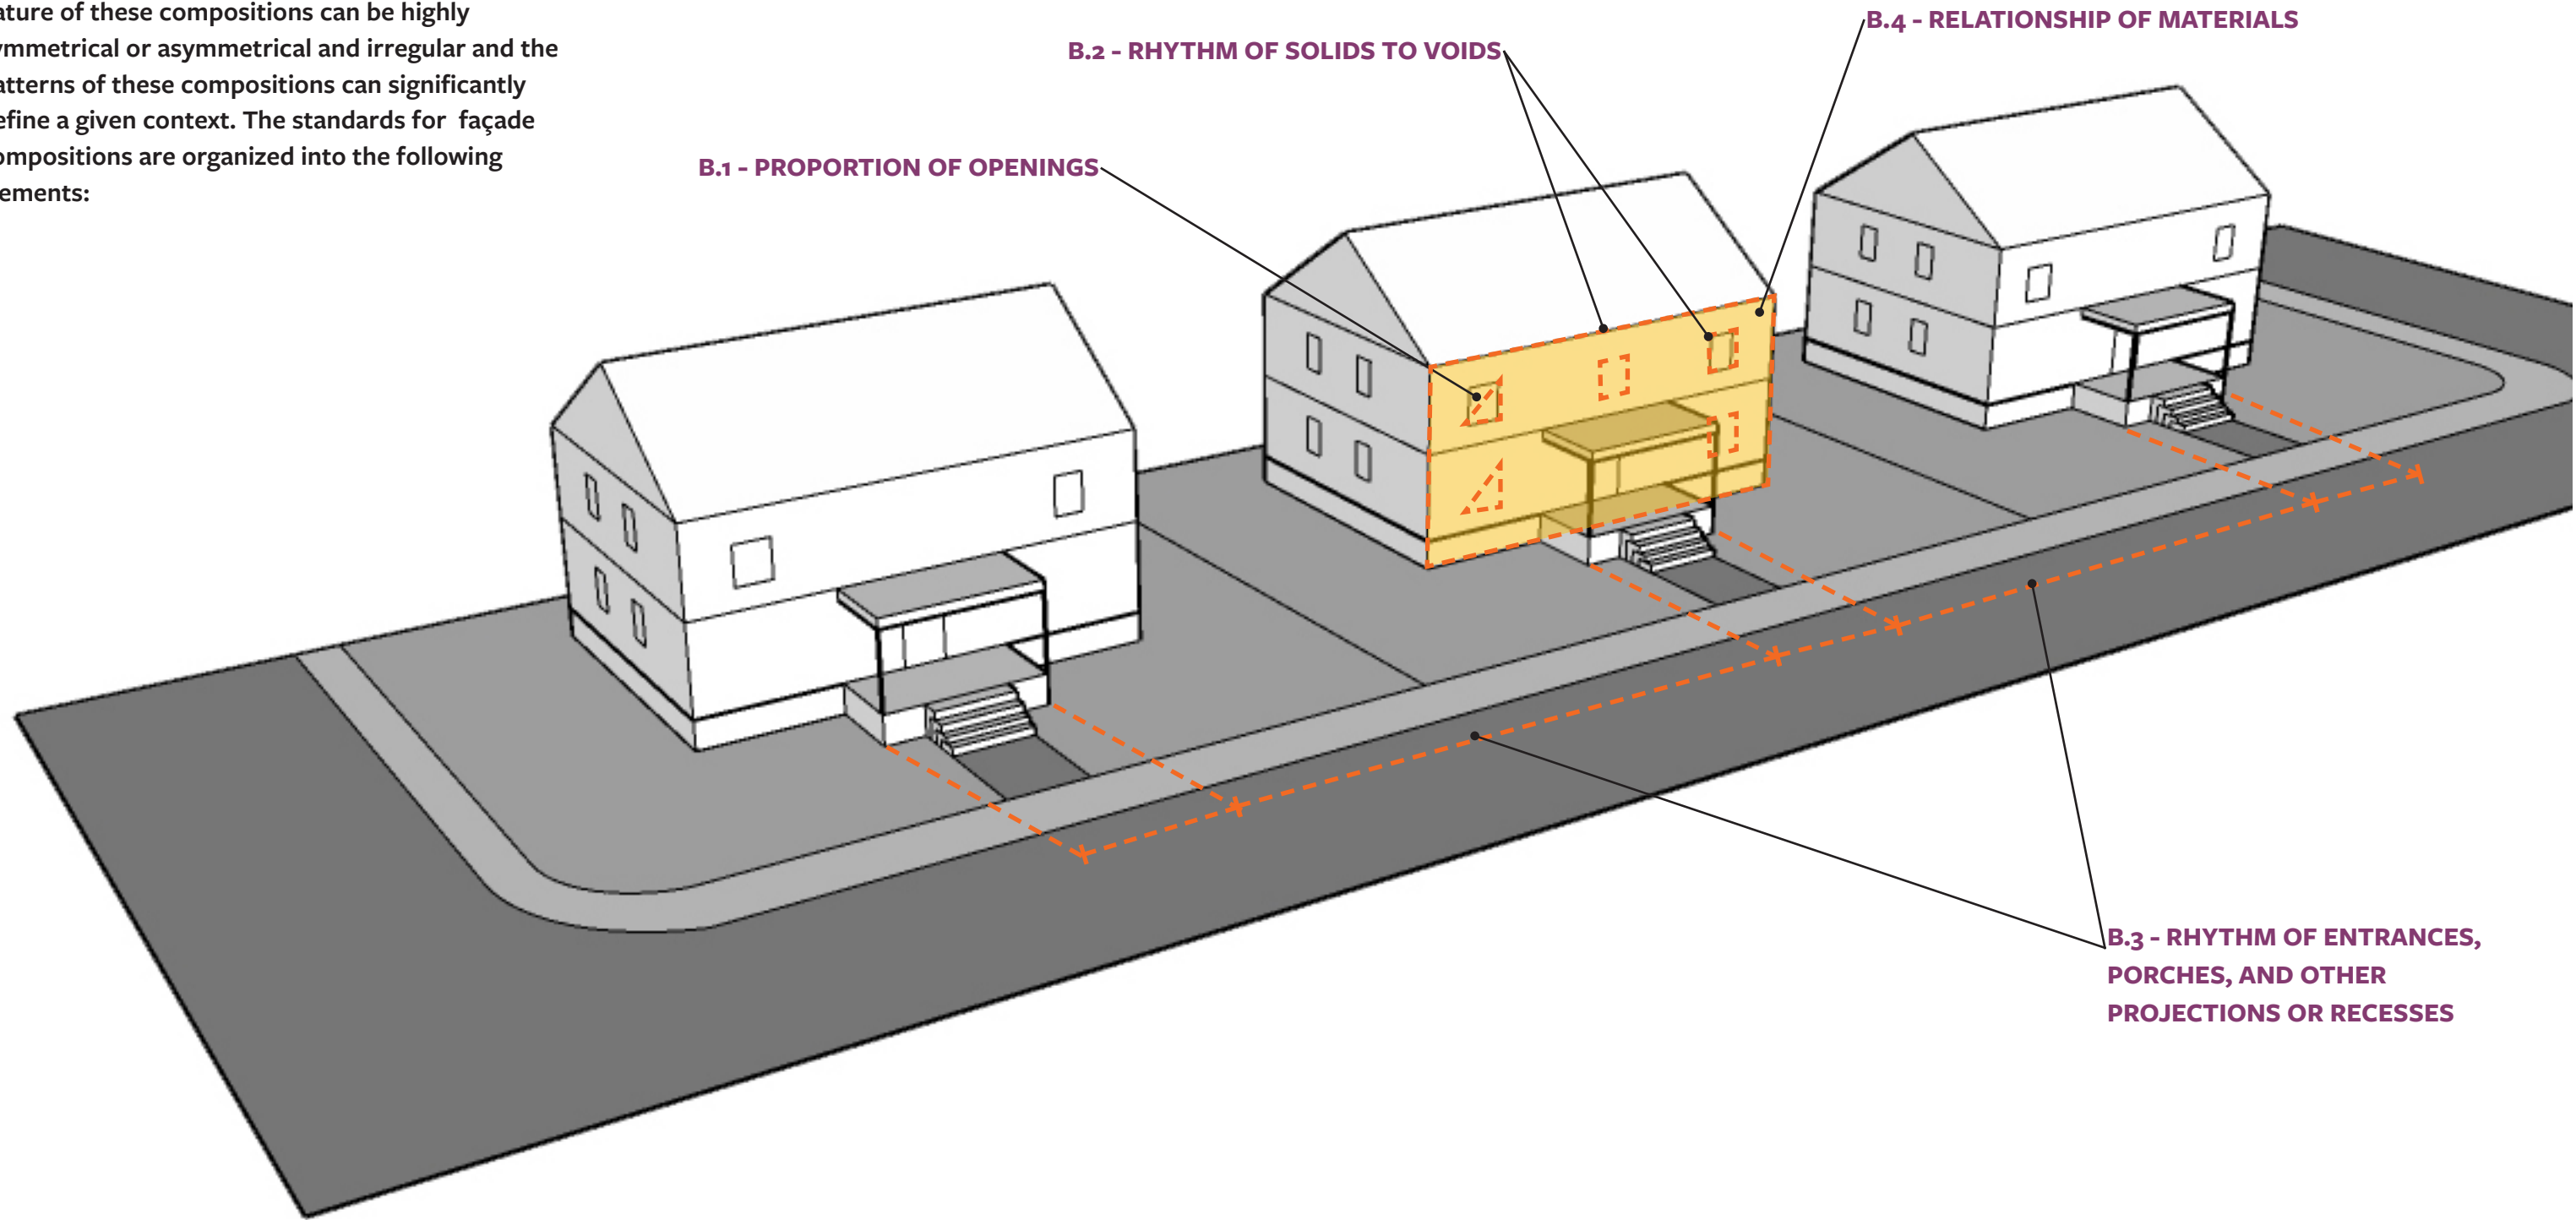 ature of these compositions can be highly
mmetrical or asymmetrical and irregular and the
atterns of these compositions can significantly
efine a given context. The standards for façade
ompositions are organized into the following
ements:
B.1 - PROPORTION OF OPENINGS
B.2 - RHYTHM OF SOLIDS TO VOIDS
B.4 - RELATIONSHIP OF MATERIALS
B.3 - RHYTHM OF ENTRANCES,
PORCHES, AND OTHER
PROJECTIONS OR RECESSES